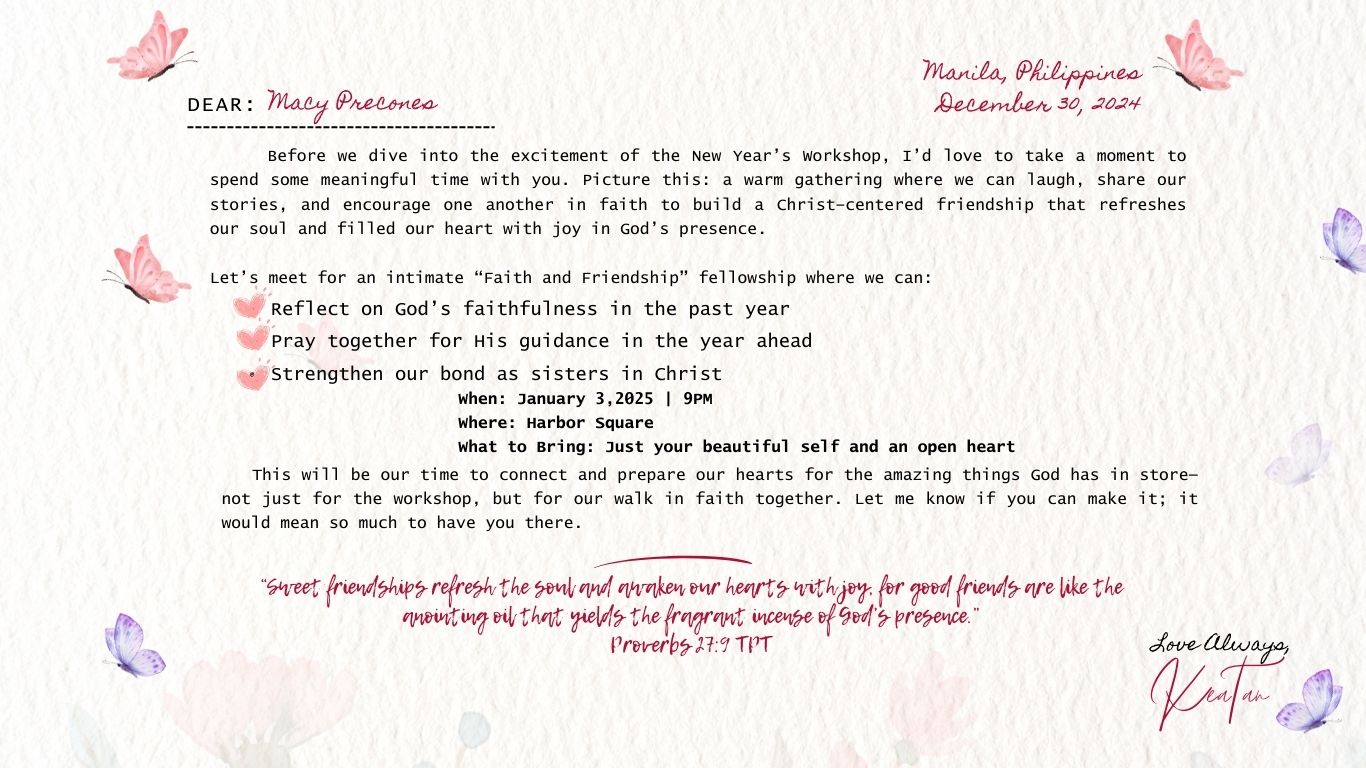 Manila, Philippines
December 30, 2024
DEAR: Macy Precones
Before we dive into the excitement of the New Year’s Workshop, I’d love to take a moment to
spend some meaningful time with you. Picture this: a warm gathering where we can laugh, share our
stories, and encourage one another in faith to build a Christ–centered friendship that refreshes
our soul and filled our heart with joy in God’s presence.
Let’s meet for an intimate “Faith and Friendship” fellowship where we can:
Reflect on God’s faithfulness in the past year
Pray together for His guidance in the year ahead
Strengthen our bond as sisters in Christ
When: January 3,2025 | 9PM
Where: Harbor Square
What to Bring: Just your beautiful self and an open heart
This will be our time to connect and prepare our hearts for the amazing things God has in store–
not just for the workshop, but for our walk in faith together. Let me know if you can make it; it
would mean so much to have you there.
“Sweet friendships refresh the soul and awaken our hearts with joy, for good friends are like the
anointing oil that yields the fragrant incense of God’s presence.”
Proverbs 27:9 TPT
Love Always,
KeaTan